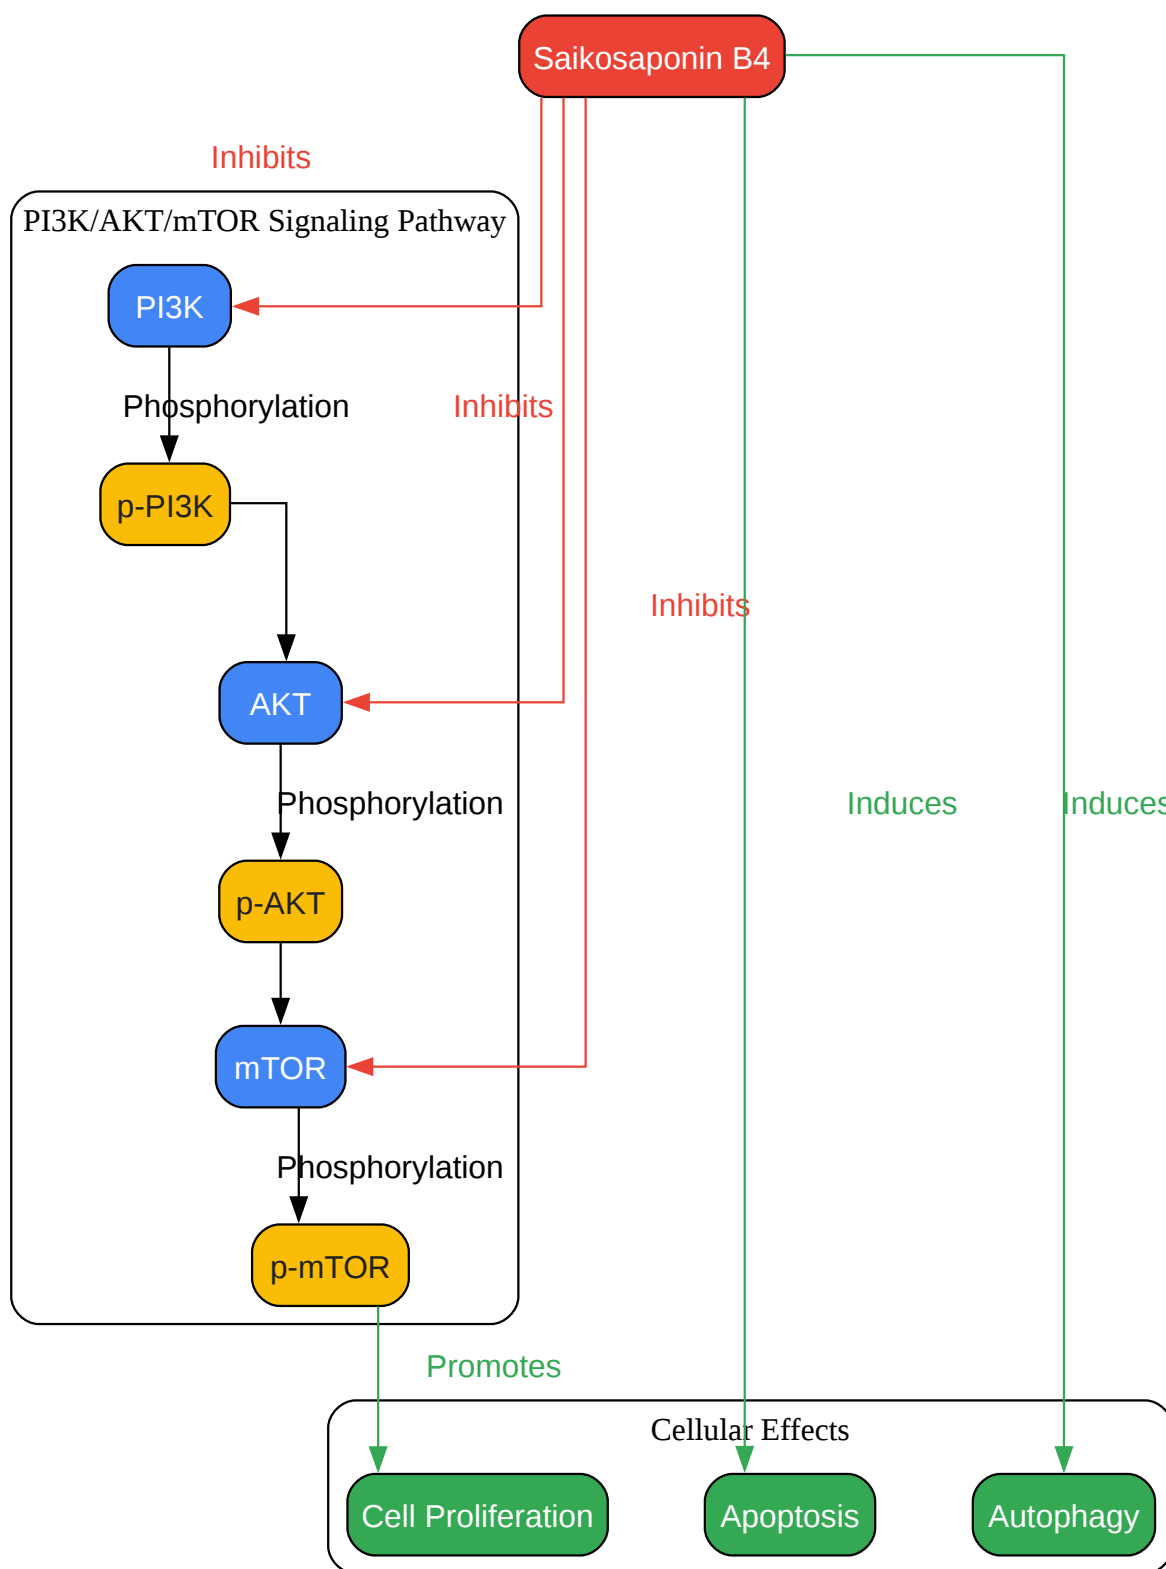 Saikosaponin B4
Inhibits
PI3K/AKT/mTOR Signaling Pathway
PI3K
Phosphorylation
Inhibits
p-PI3K
Inhibits
AKT
Phosphorylation
Induces
Induces
p-AKT
mTOR
Phosphorylation
p-mTOR
Promotes
Cellular Effects
Cell Proliferation
Apoptosis
Autophagy